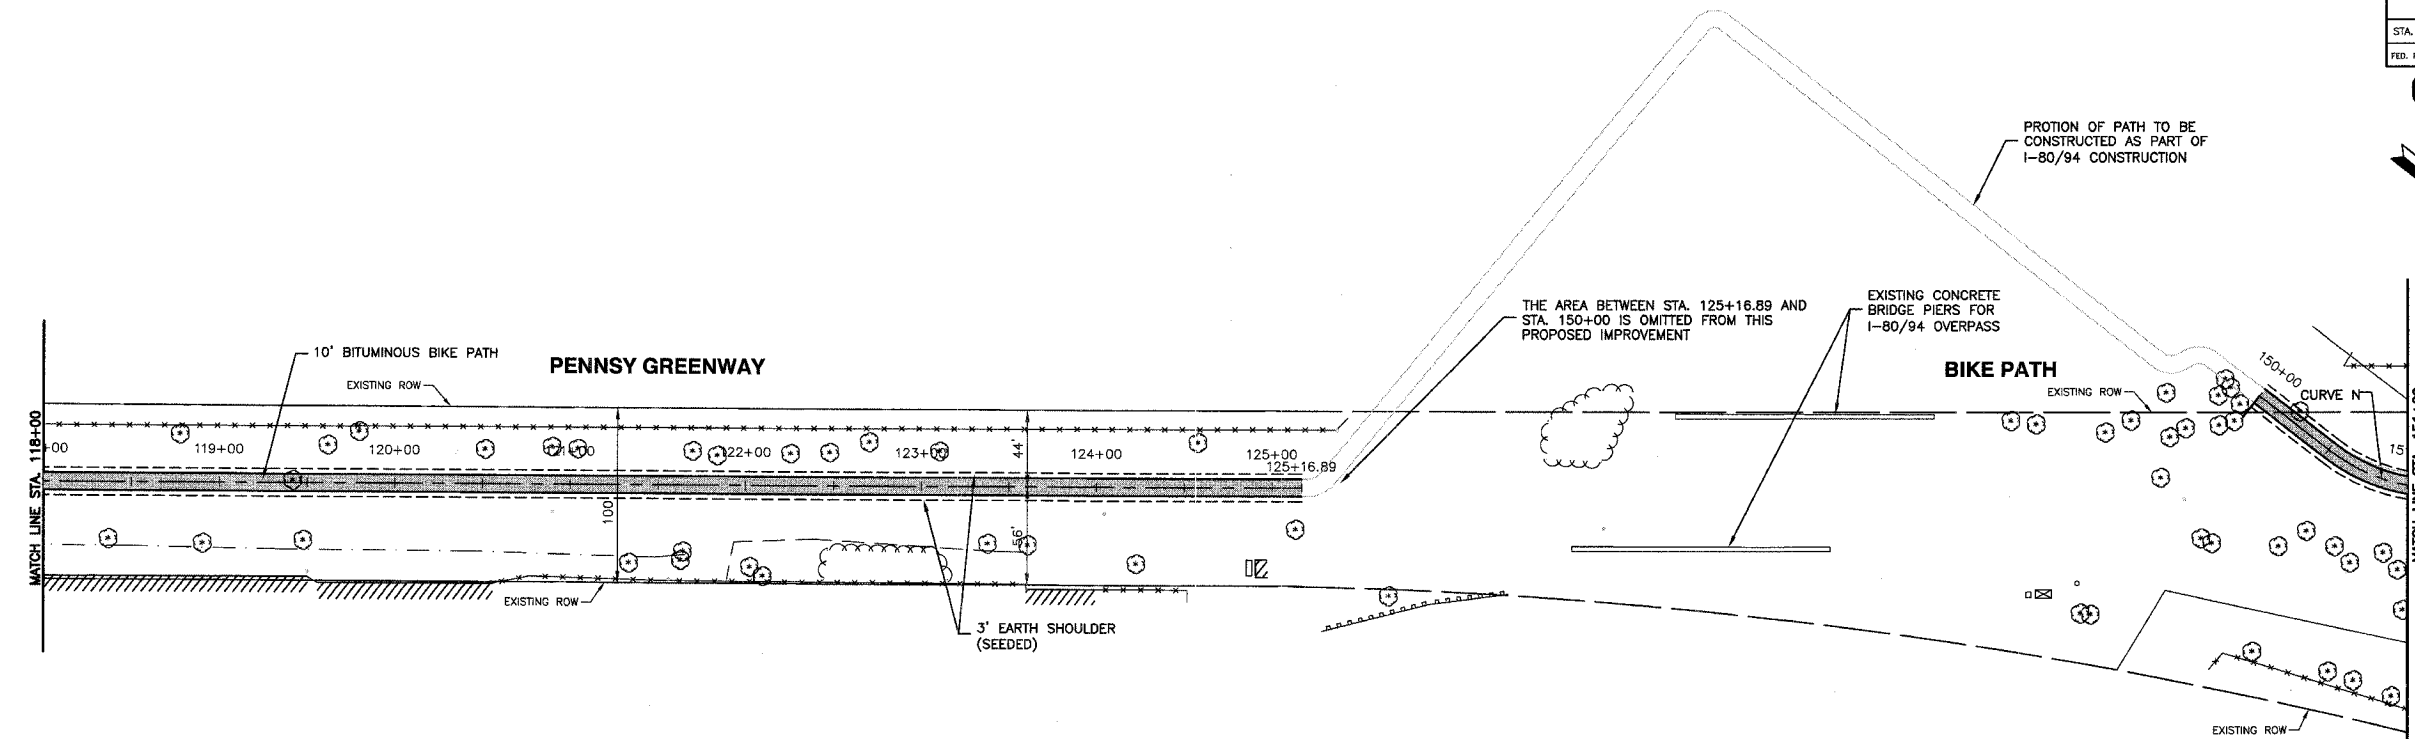 STA.
FED.
PROTION OF PATH TO BE
CONSTRUCTED AS PART OF
I-80/94 CONSTRUCTION
THE AREA BETWEEN STA. 125+16.89 AND
STA. 150+00 IS OMITTED FROM THIS
PROPOSED IMPROVEMENT
EXISTING CONCRETE
BRIDGE PIERS FOR
I-80/94 OVERPASS
10' BITUMINOUS BIKE PATH
PENNSY GREENWAY
BIKE PATH
EXISTING ROW
EXISTING ROW
150+00
CURVE N
MATCH LINE STA. 118+00
+00
119+00
120+00
121+00
122+00
123+00
124+00
125+00
125+16.89
15
44'
100
56'
EXISTING ROW
3' EARTH SHOULDER
(SEEDED)
EXISTING ROW